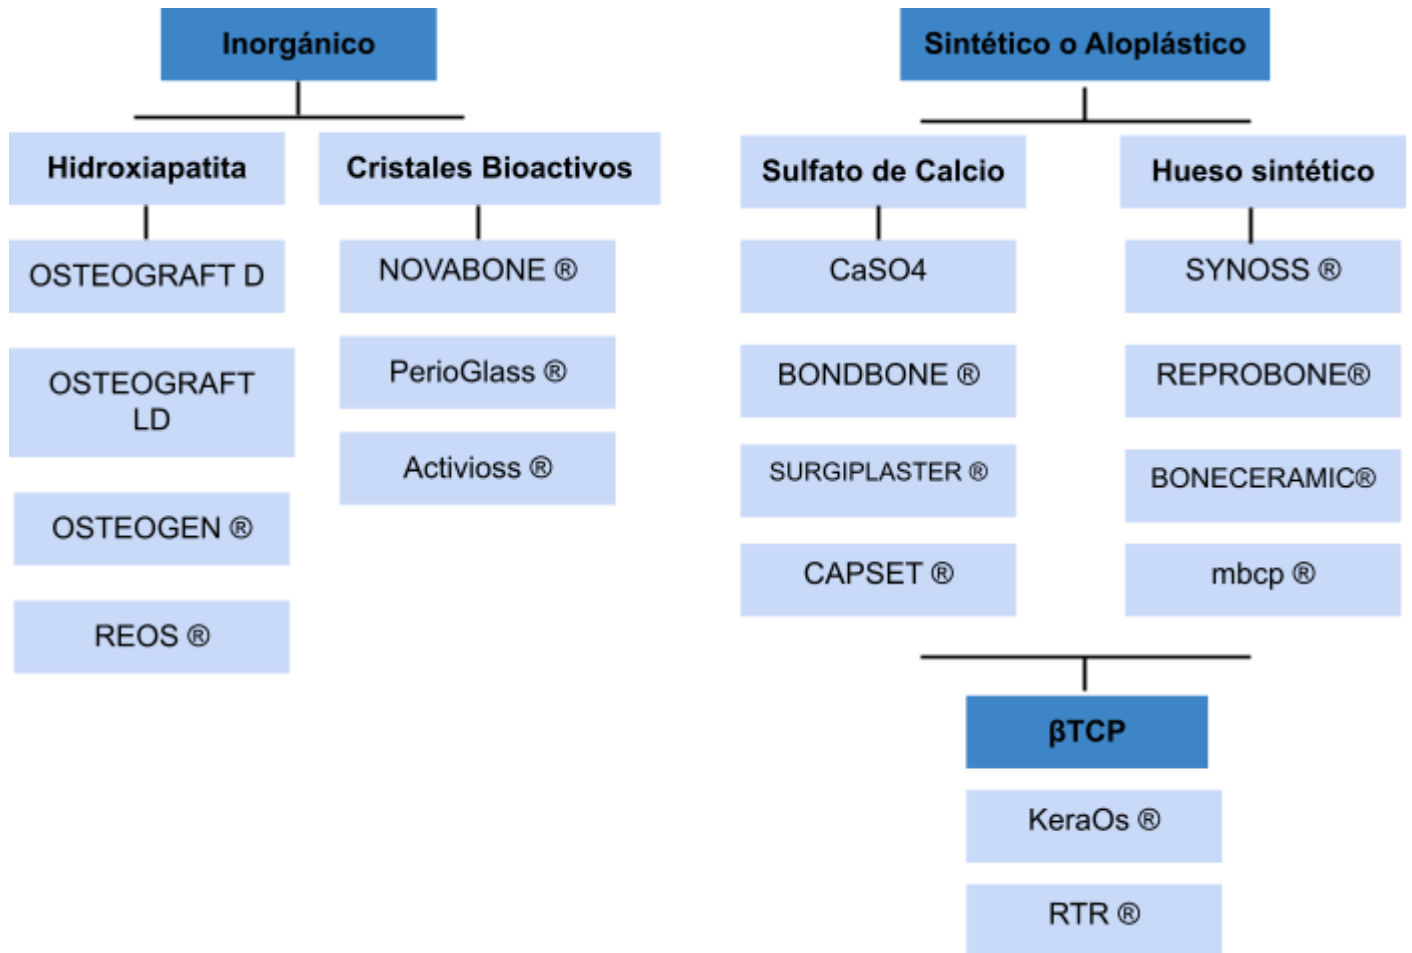 Inorgánico
Hidroxiapatita
OSTEOGRAFT D
OSTEOGRAFT
LD
OSTEOGEN ®
REOS ®
Cristales Bioactivos
NOVABONE ®
PerioGlass ®
Activioss ®
Sintético o Aloplástico
Sulfato de Calcio
CaSO4
BONDBONE ®
SURGIPLASTER ®
CAPSET ®
Hueso sintético
SYNOSS ®
REPROBONE®
BONECERAMIC®
mbcp ®
βTCP
KeraOs ®
RTR ®